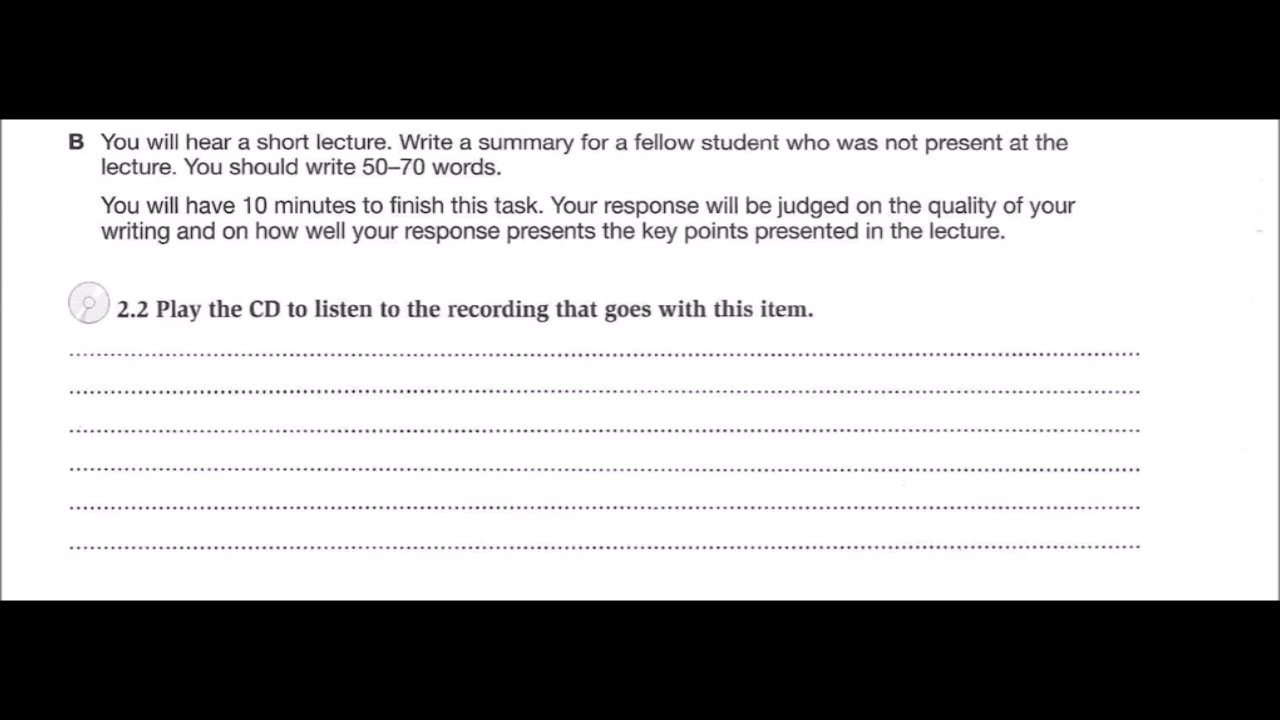 B You will hear a short lecture. Write a summary for a fellow student who was not present at the
lecture. You should write 50–70 words.
You will have 10 minutes to finish this task. Your response will be judged on the quality of your
writing and on how well your response presents the key points presented in the lecture.
2.2 Play the CD to listen to the recording that goes with this item.